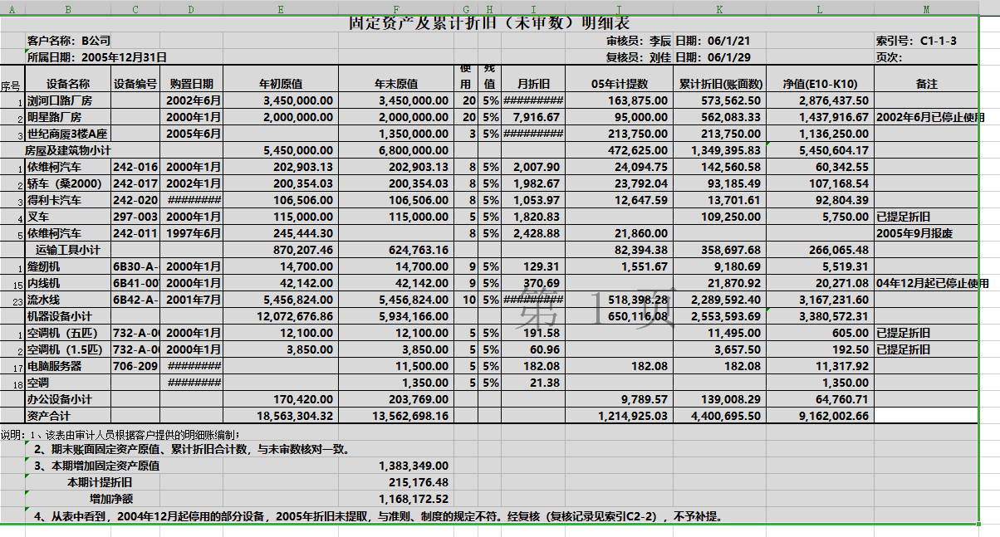 A B C D E F G H I J K L M
固定资产及累计折旧（未审数）明细表
客户名称：B公司 审核员：李辰 日期：06/1/21 索引号：C1-1-3
所属日期：2005年12月31日 复核员：刘佳 日期：06/1/29 页次：
序号 设备名称 设备编号 购置日期 年初原值 年末原值 使用 残值 月折旧 05年计提数 累计折旧(账面数) 净值(E10-K10) 备注
1 浏河口路厂房 2002年6月 3,450,000.00 3,450,000.00 20 5% ######### 163,875.00 573,562.50 2,876,437.50
2 明星路厂房 2000年1月 2,000,000.00 2,000,000.00 20 5% 7,916.67 95,000.00 562,083.33 1,437,916.67 2002年6月已停止使用
3 世纪商厦3楼A座 2005年6月 1,350,000.00 3 5% ######### 213,750.00 213,750.00 1,136,250.00
房屋及建筑物小计 5,450,000.00 6,800,000.00 472,625.00 1,349,395.83 5,450,604.17
1 依维柯汽车 242-016 2000年1月 202,903.13 202,903.13 8 5% 2,007.90 24,094.75 142,560.58 60,342.55
2 轿车（桑2000） 242-017 2002年1月 200,354.03 200,354.03 8 5% 1,982.67 23,792.04 93,185.49 107,168.54
3 得利卡汽车 242-020 ######## 106,506.00 106,506.00 8 5% 1,053.97 12,647.59 13,701.61 92,804.39
4 叉车 297-003 2000年1月 115,000.00 115,000.00 5 5% 1,820.83 109,250.00 5,750.00 已提足折旧
5 依维柯汽车 242-011 1997年6月 245,444.30 8 5% 2,428.88 21,860.00 2005年9月报废
运输工具小计 870,207.46 624,763.16 82,394.38 358,697.68 266,065.48
1 缝纫机 6B30-A- 2000年1月 14,700.00 14,700.00 9 5% 129.31 1,551.67 9,180.69 5,519.31
15 内线机 6B41-00 2000年1月 42,142.00 42,142.00 9 5% 370.69 21,870.92 20,271.08 04年12月起已停止使用
23 流水线 6B42-A- 2001年7月 5,456,824.00 5,456,824.00 10 5% ######### 518,398.28 2,289,592.40 3,167,231.60
第 1 页
机器设备小计 12,072,676.86 5,934,166.00 650,116.08 2,553,593.69 3,380,572.31
1 空调机（五匹） 732-A-00 2000年1月 12,100.00 12,100.00 5 5% 191.58 11,495.00 605.00 已提足折旧
2 空调机（1.5匹） 732-A-00 2000年1月 3,850.00 3,850.00 5 5% 60.96 3,657.50 192.50 已提足折旧
17 电脑服务器 706-209 ######## 11,500.00 5 5% 182.08 182.08 182.08 11,317.92
18 空调 ######## 1,350.00 5 5% 21.38 1,350.00
办公设备小计 170,420.00 203,769.00 9,789.57 139,008.29 64,760.71
资产合计 18,563,304.32 13,562,698.16 1,214,925.03 4,400,695.50 9,162,002.66
说明：1、该表由审计人员根据客户提供的明细账编制；
2、期末账面固定资产原值、累计折旧合计数，与未审数核对一致。
3、本期增加固定资产原值 1,383,349.00
本期计提折旧 215,176.48
增加净额 1,168,172.52
4、从表中看到，2004年12月起停用的部分设备，2005年折旧未提取，与准则、制度的规定不符。经复核（复核记录见索引C2-2），不予补提。